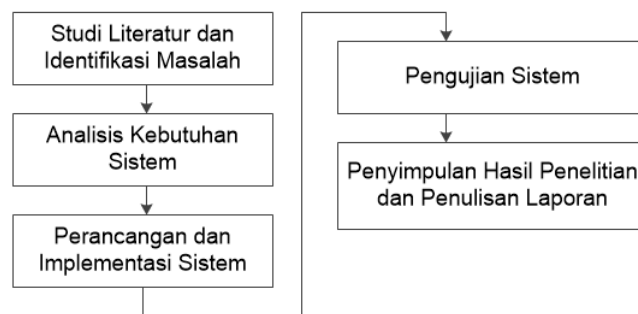 Studi Literatur dan
Identifikasi Masalah
Analisis Kebutuhan
Sistem
Perancangan dan
Implementasi Sistem
Pengujian Sistem
Penyimpulan Hasil Penelitian
dan Penulisan Laporan